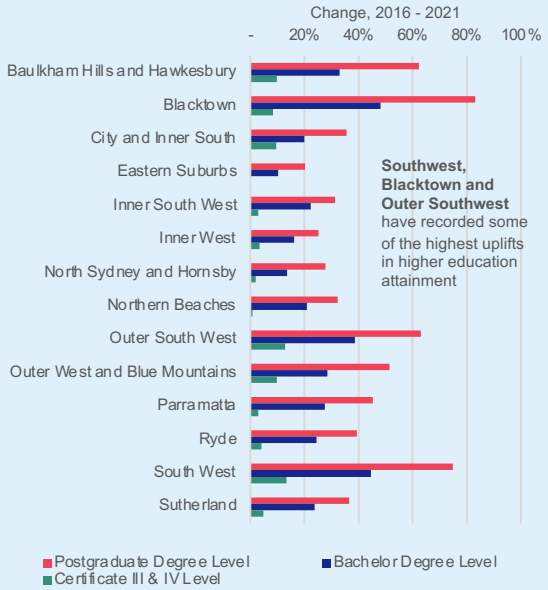 Change, 2016 - 2021
- 20% 40% 60% 80% 100%
Baulkham Hills and Hawkesbury
Blacktown
City and Inner South
Eastern Suburbs
Inner South West
Inner West
North Sydney and Hornsby
Northern Beaches
Outer South West
Outer West and Blue Mountains
Parramatta
Ryde
South West
Sutherland
Southwest,
Blacktown and
Outer Southwest
have recorded some
of the highest uplifts
in higher education
attainment
Postgraduate Degree Level Bachelor Degree Level
Certificate III & IV Level